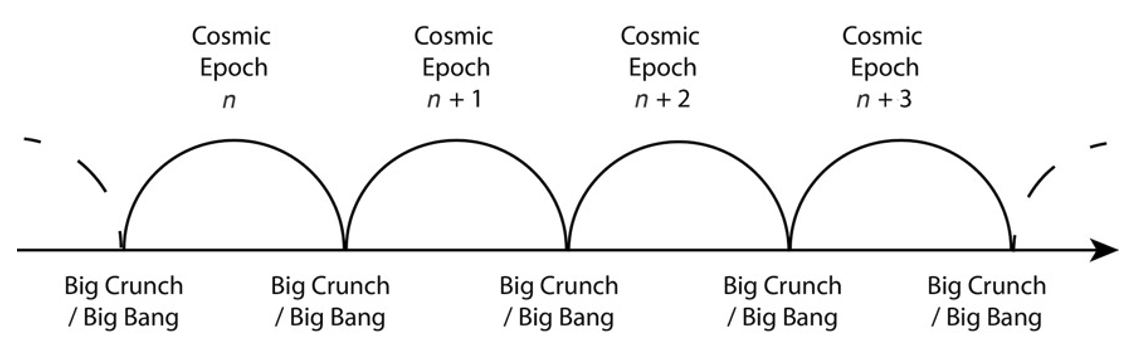 Cosmic
Epoch
n
Cosmic
Epoch
n + 1
Cosmic
Epoch
n + 2
Cosmic
Epoch
n + 3
Big Crunch
/ Big Bang
Big Crunch
/ Big Bang
Big Crunch
/ Big Bang
Big Crunch
/ Big Bang
Big Crunch
/ Big Bang